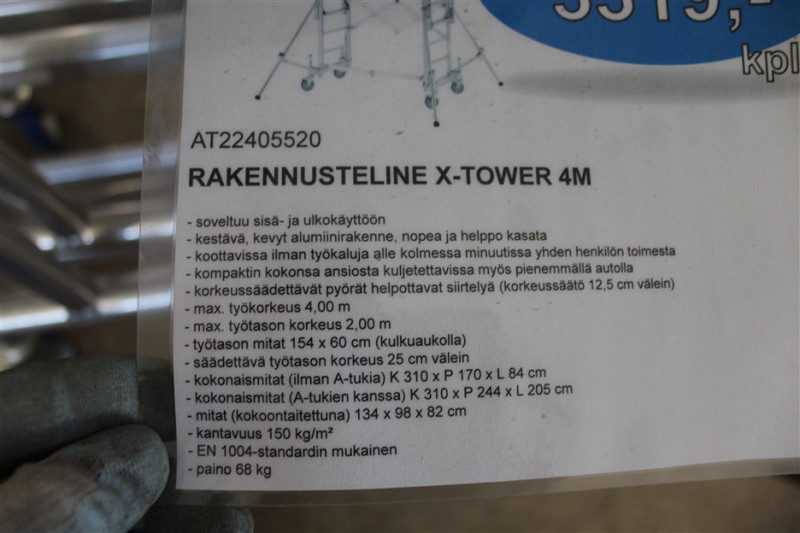 kpl
AT22405520
RAKENNUSTELINE X-TOWER 4M
- soveltuu sisä- ja ulkokäyttöön
- kestävä, kevyt alumiinirakenne, nopea ja helppo kasata
- koottavissa ilman työkaluja alle kolmessa minuutissa yhden henkilön toimesta
- kompaktin kokonsa ansiosta kuljetettavissa myös pienemmällä autolla
- korkeussäädettävät pyörät helpottavat siirtelyä (korkeussäätö 12,5 cm välein)
- max. työkorkeus 4,00 m
- max. työtason korkeus 2,00 m
- työtason mitat 154 x 60 cm (kulkuaukolla)
- säädettävä työtason korkeus 25 cm välein
- kokonaismitat (ilman A-tukia) K 310 x P 170 x L 84 cm
- kokonaismitat (A-tukien kanssa) K 310 x P 244 x L 205 cm
- mitat (kokoontaitettuna) 134 x 98 x 82 cm
- kantavuus 150 kg/m²
- EN 1004-standardin mukainen
- paino 68 kg